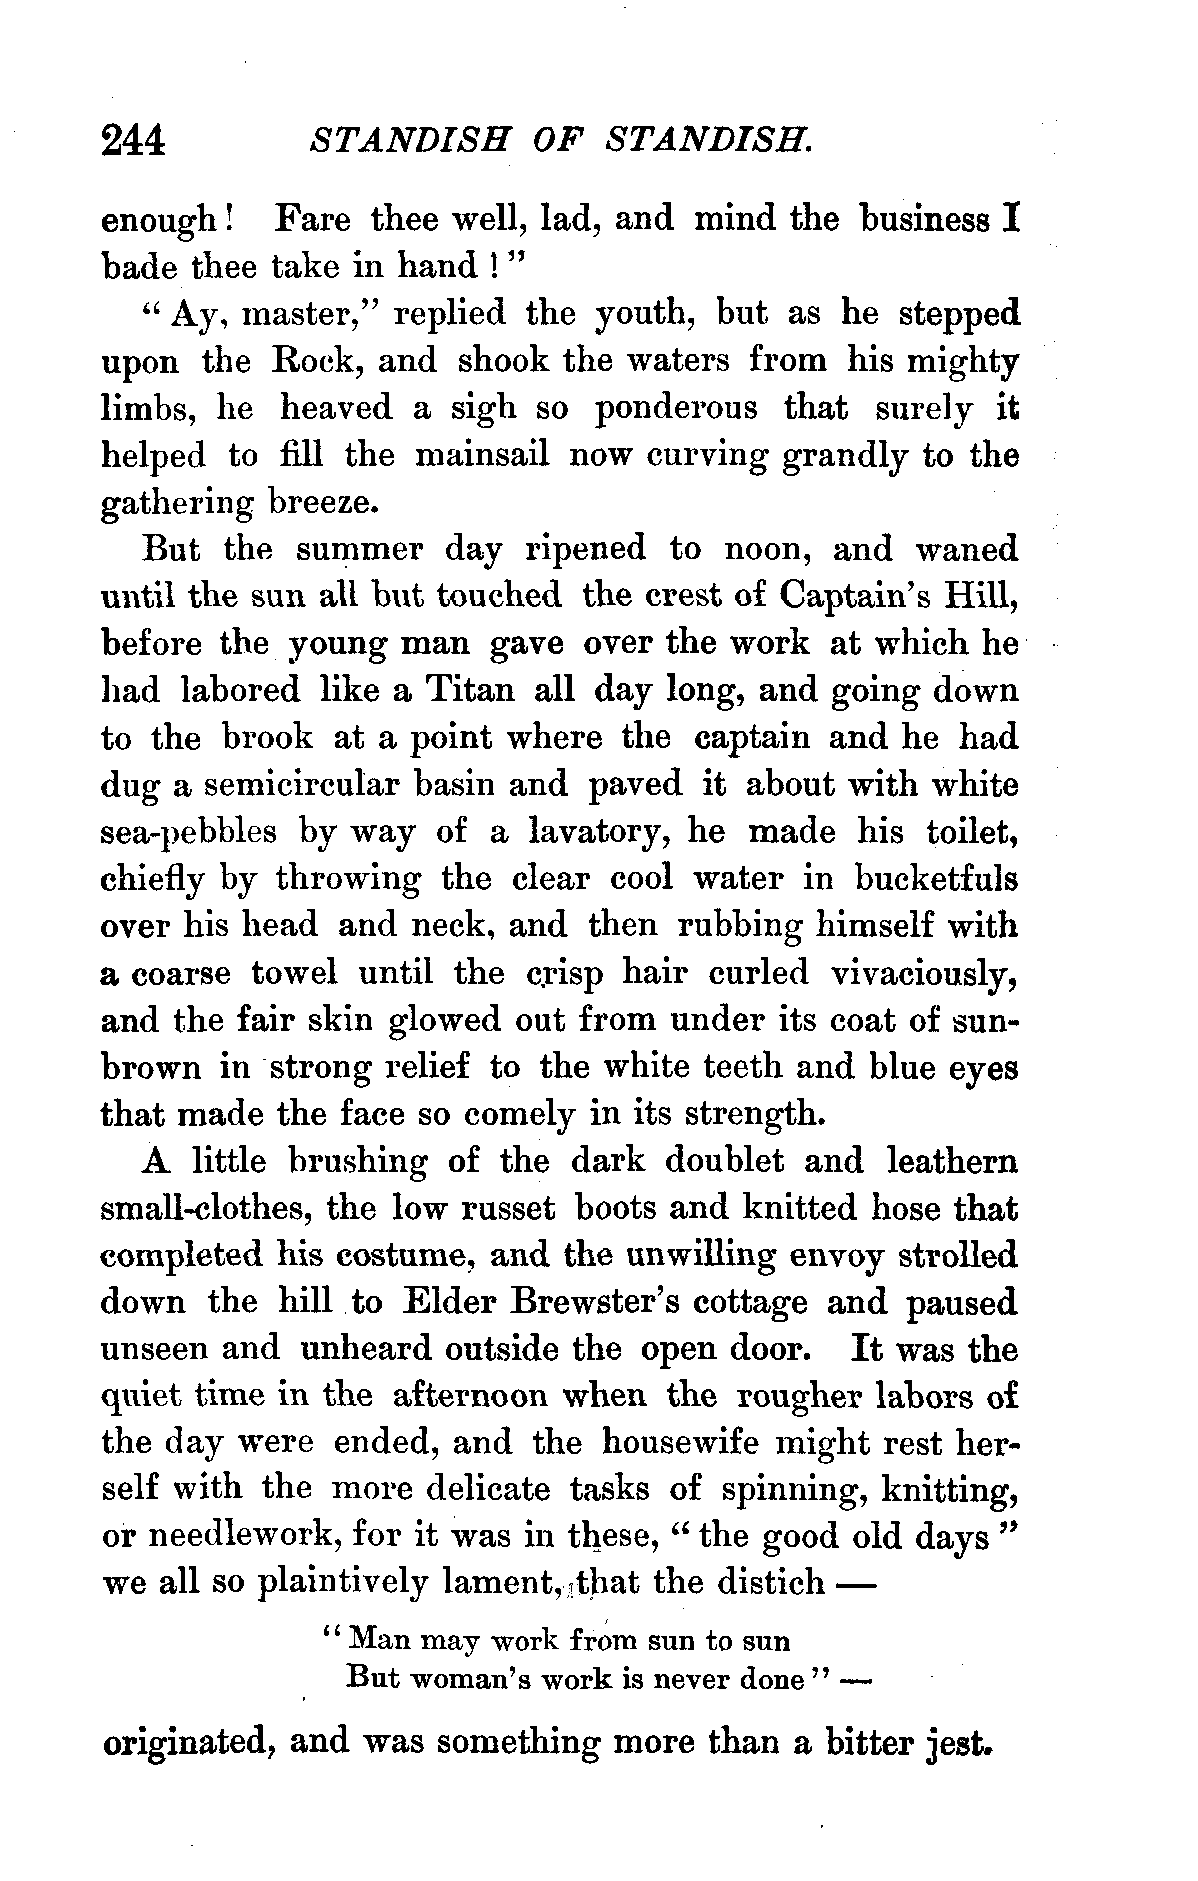 244 STANDISH OF STANDISH.
enough! Fare thee well, lad, and mind the business I
bade thee take in hand!"
"Ay, master," replied the youth, but as he stepped
upon the Rock, and shook the waters from his mighty
limbs, he heaved a sigh so ponderous that surely it
helped to fill the mainsail now curving grandly to the
gathering breeze.
But the summer day ripened to noon, and waned
until the sun all but touched the crest of Captain's Hill,
before the young man gave over the work at which he
had labored like a Titan all day long, and going down
to the brook at a point where the captain and he had
dug a semicircular basin and paved it about with white
sea-pebbles by way of a lavatory, he made his toilet,
chiefly by throwing the clear cool water in bucketfuls
over his head and neck, and then rubbing himself with
a coarse towel until the crisp hair curled vivaciously,
and the fair skin glowed out from under its coat of sun-
brown in strong relief to the white teeth and blue eyes
that made the face so comely in its strength.
A little brushing of the dark doublet and leathern
small-clothes, the low russet boots and knitted hose that
completed his costume, and the unwilling envoy strolled
down the hill to Elder Brewster's cottage and paused
unseen and unheard outside the open door. It was the
quiet time in the afternoon when the rougher labors of
the day were ended, and the housewife might rest her-
self with the more delicate tasks of spinning, knitting,
or needlework, for it was in these, "the good old days"
we all so plaintively lament, that the distich —
"Man may work from sun to sun
But woman's work is never done" —
originated, and was something more than a bitter jest.